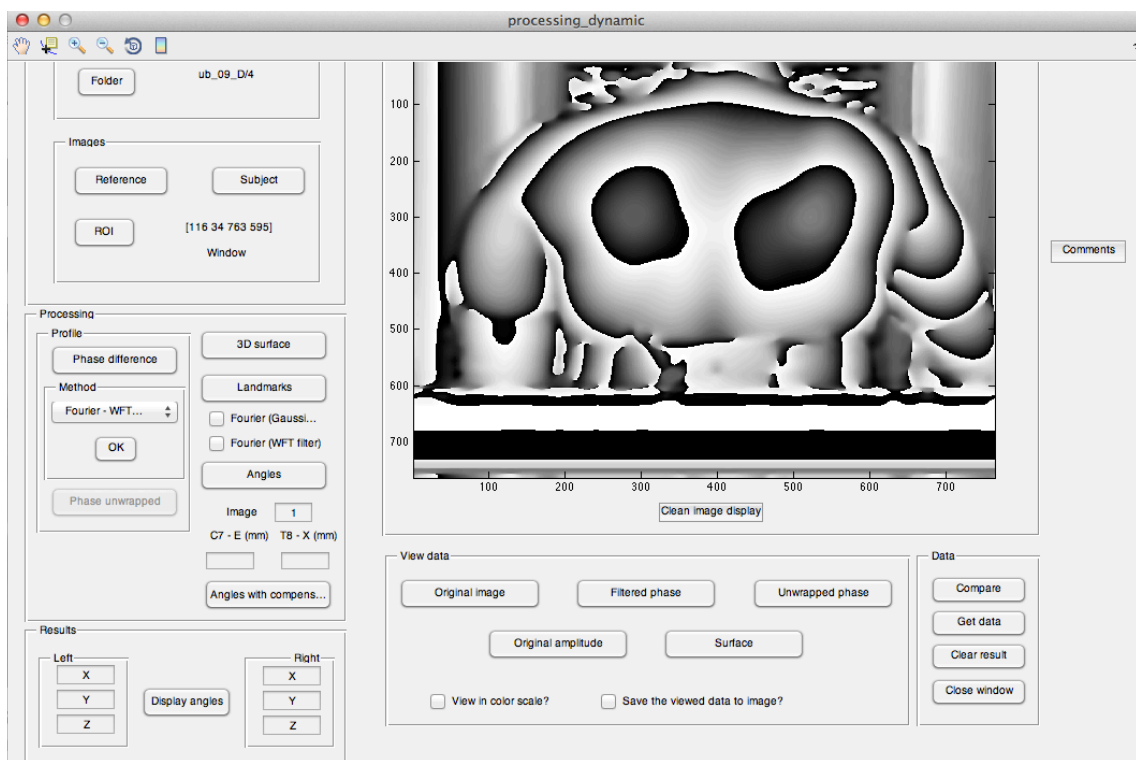 processing_dynamic
Folder
ub_09_D/4
Images
Reference
Subject
ROI
[116 34 763 595]
Window
Processing
Profile
Phase difference
Method
Fourier - WFT...
OK
Phase unwrapped
3D surface
Landmarks
Fourier (Gaussi...
Fourier (WFT filter)
Angles
Image 1
C7 - E (mm) T8 - X (mm)
Angles with compens...
Results
Left
X
Y
Z
Display angles
Right
X
Y
Z
100
200
300
400
500
600
700
100 200 300 400 500 600 700
Clean image display
Comments
View data
Original image
Filtered phase
Unwrapped phase
Original amplitude
Surface
View in color scale?
Save the viewed data to image?
Data
Compare
Get data
Clear result
Close window